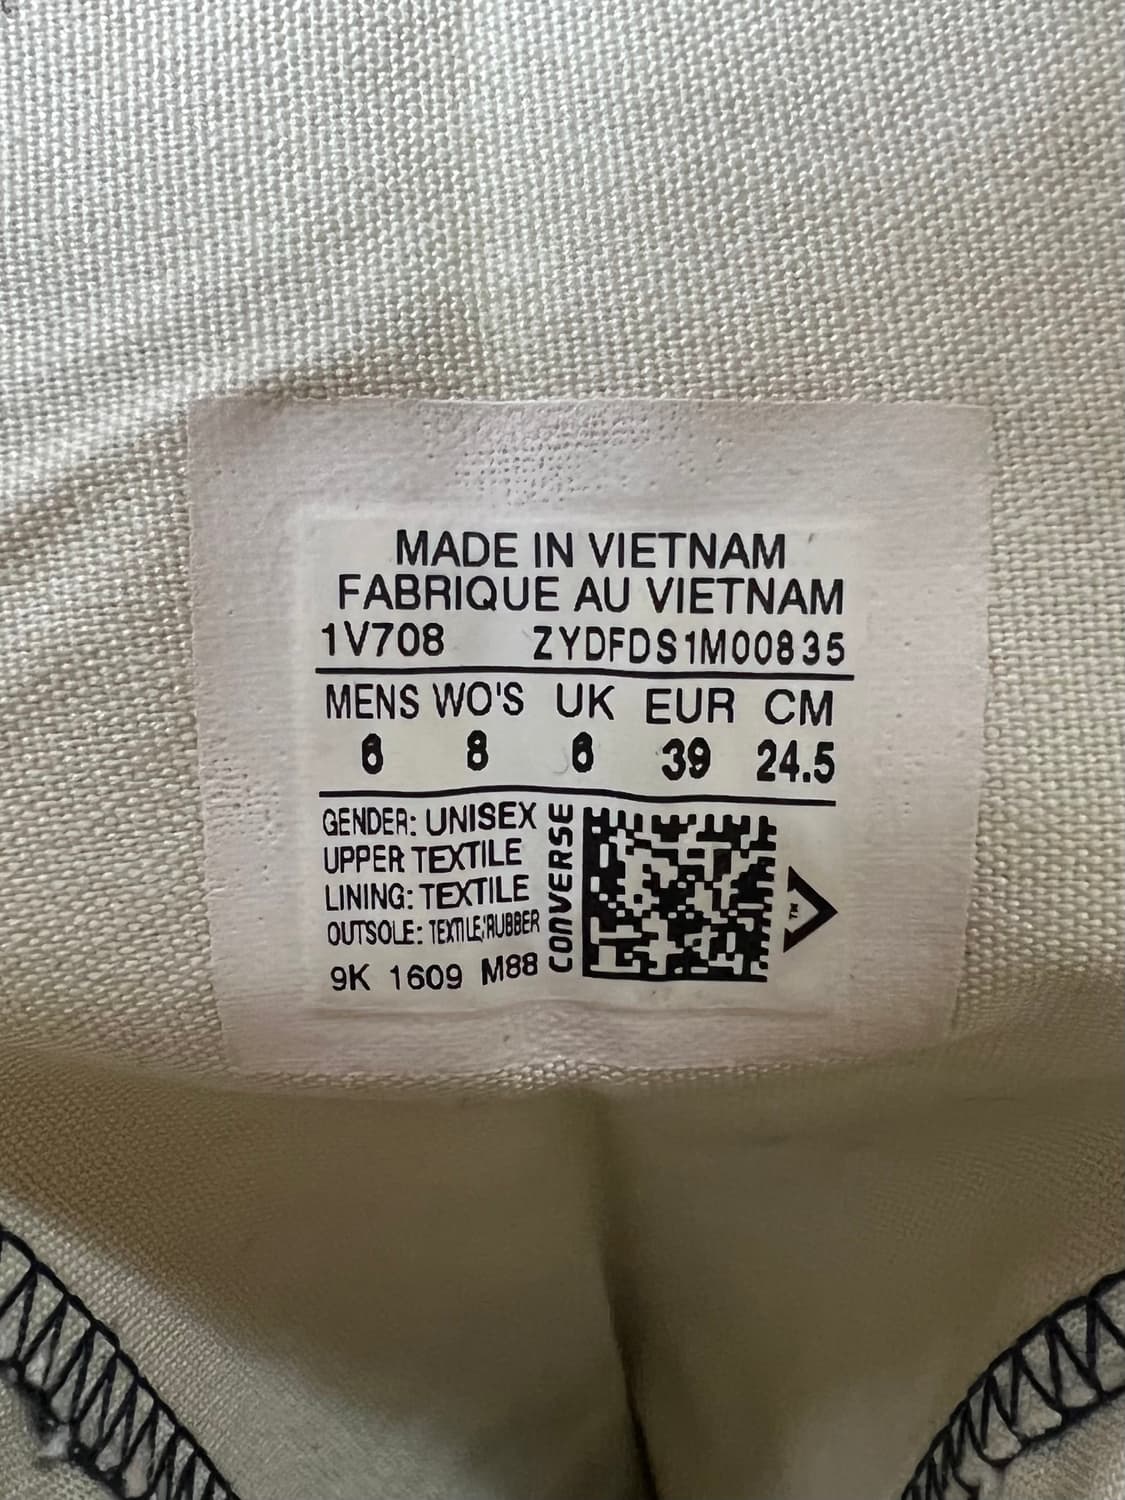 MADE IN VIETNAM
FABRIQUE AU VIETNAM
1V708 ZYDFDS1M00835
MENS WO'S UK EUR CM
6 8 6 39 24.5
GENDER: UNISEX
UPPER TEXTILE
LINING: TEXTILE
OUTSOLE: TEXTILE/RUBBER
9K 1609 M88
CONVERSE
TM